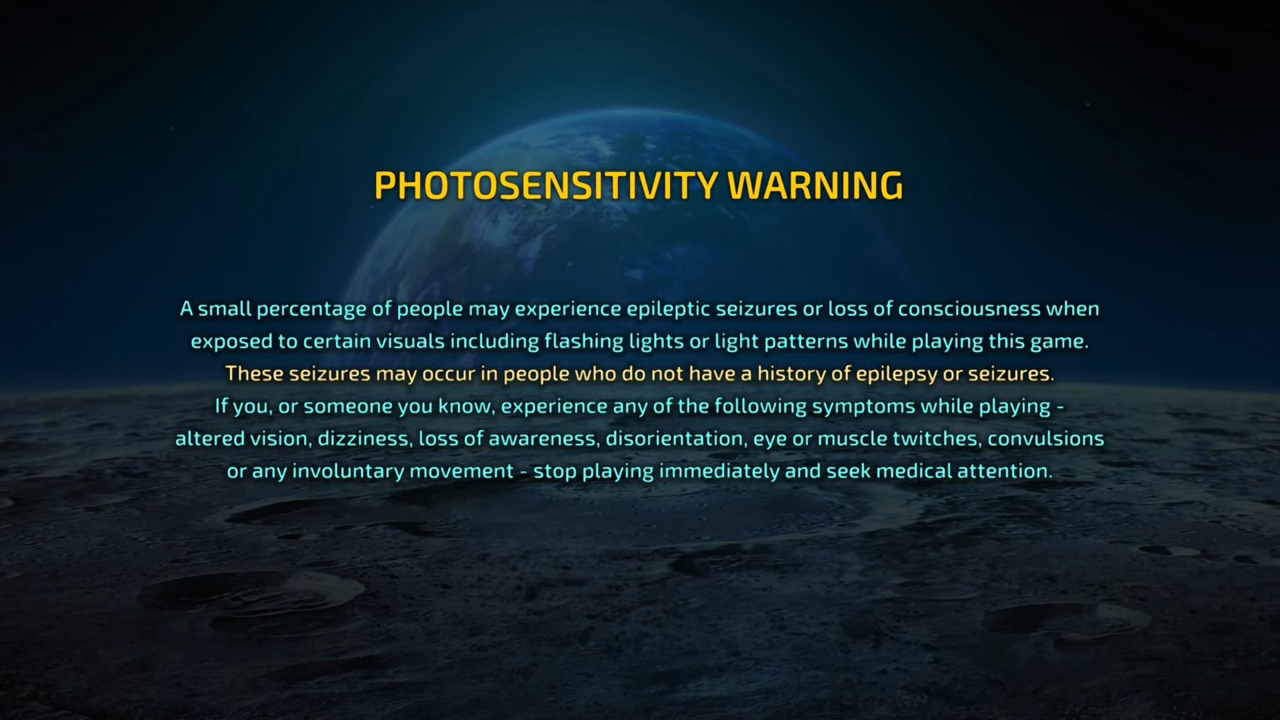 PHOTOSENSITIVITY WARNING
A small percentage of people may experience epileptic seizures or loss of consciousness when
exposed to certain visuals including flashing lights or light patterns while playing this game.
These seizures may occur in people who do not have a history of epilepsy or seizures.
If you, or someone you know, experience any of the following symptoms while playing -
altered vision, dizziness, loss of awareness, disorientation, eye or muscle twitches, convulsions
or any involuntary movement - stop playing immediately and seek medical attention.